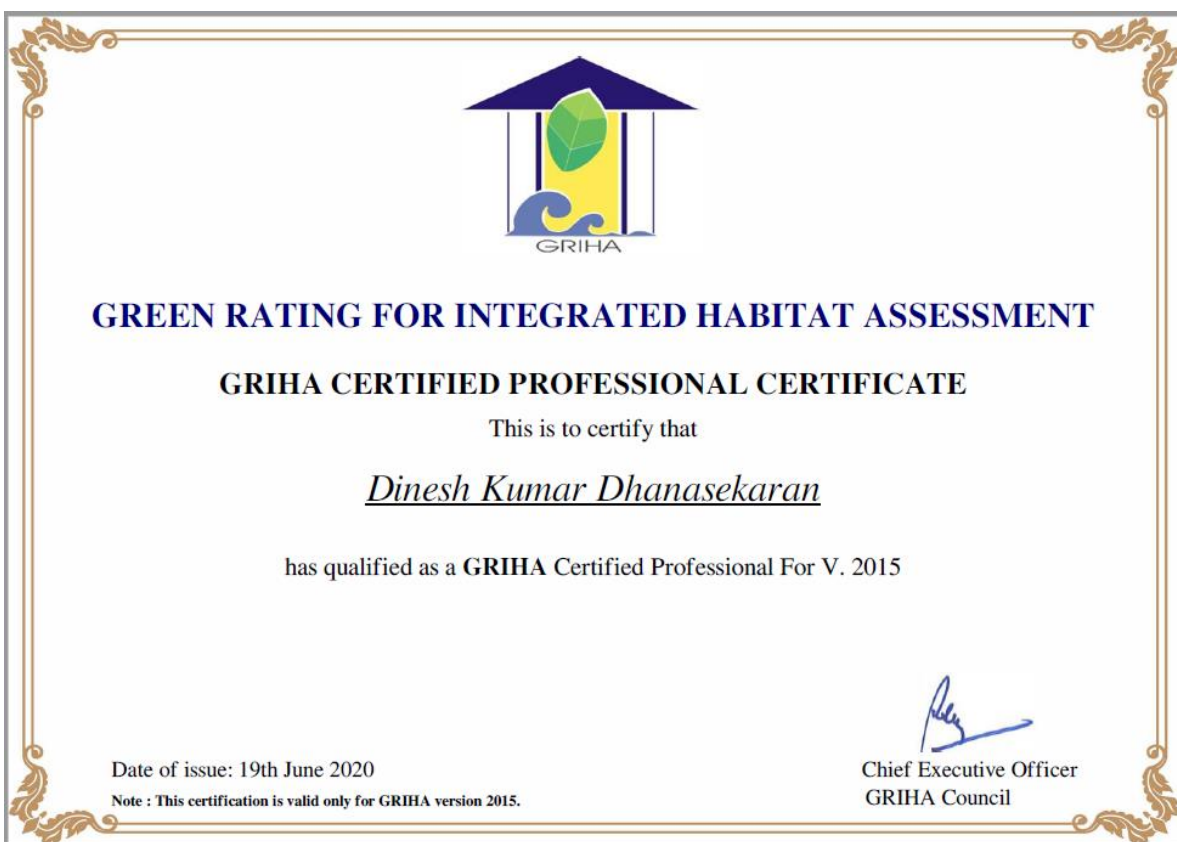 GRIHA
GREEN RATING FOR INTEGRATED HABITAT ASSESSMENT
GRIHA CERTIFIED PROFESSIONAL CERTIFICATE
This is to certify that
Dinesh Kumar Dhanasekaran
has qualified as a GRIHA Certified Professional For V. 2015
Date of issue: 19th June 2020
Note : This certification is valid only for GRIHA version 2015.
Chief Executive Officer
GRIHA Council